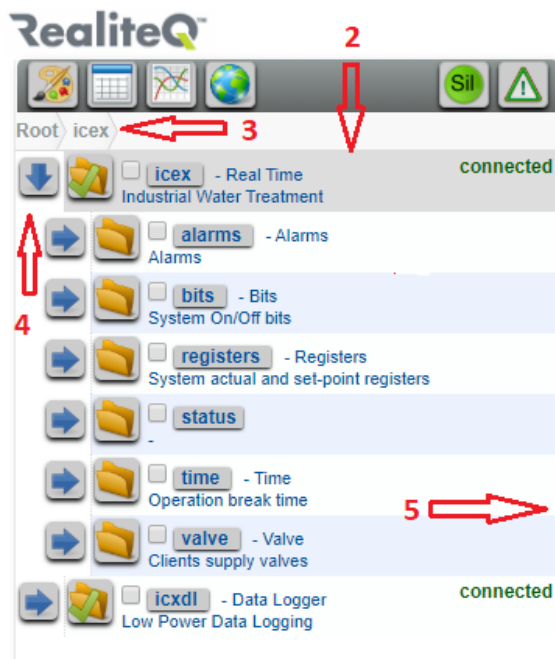 RealiteQ™
2
Sil
Root icex
3
icex - Real Time connected
Industrial Water Treatment
alarms - Alarms
Alarms
4
bits - Bits
System On/Off bits
registers - Registers
System actual and set-point registers
status
-
time - Time
Operation break time
5
valve - Valve
Clients supply valves
icxdl - Data Logger connected
Low Power Data Logging